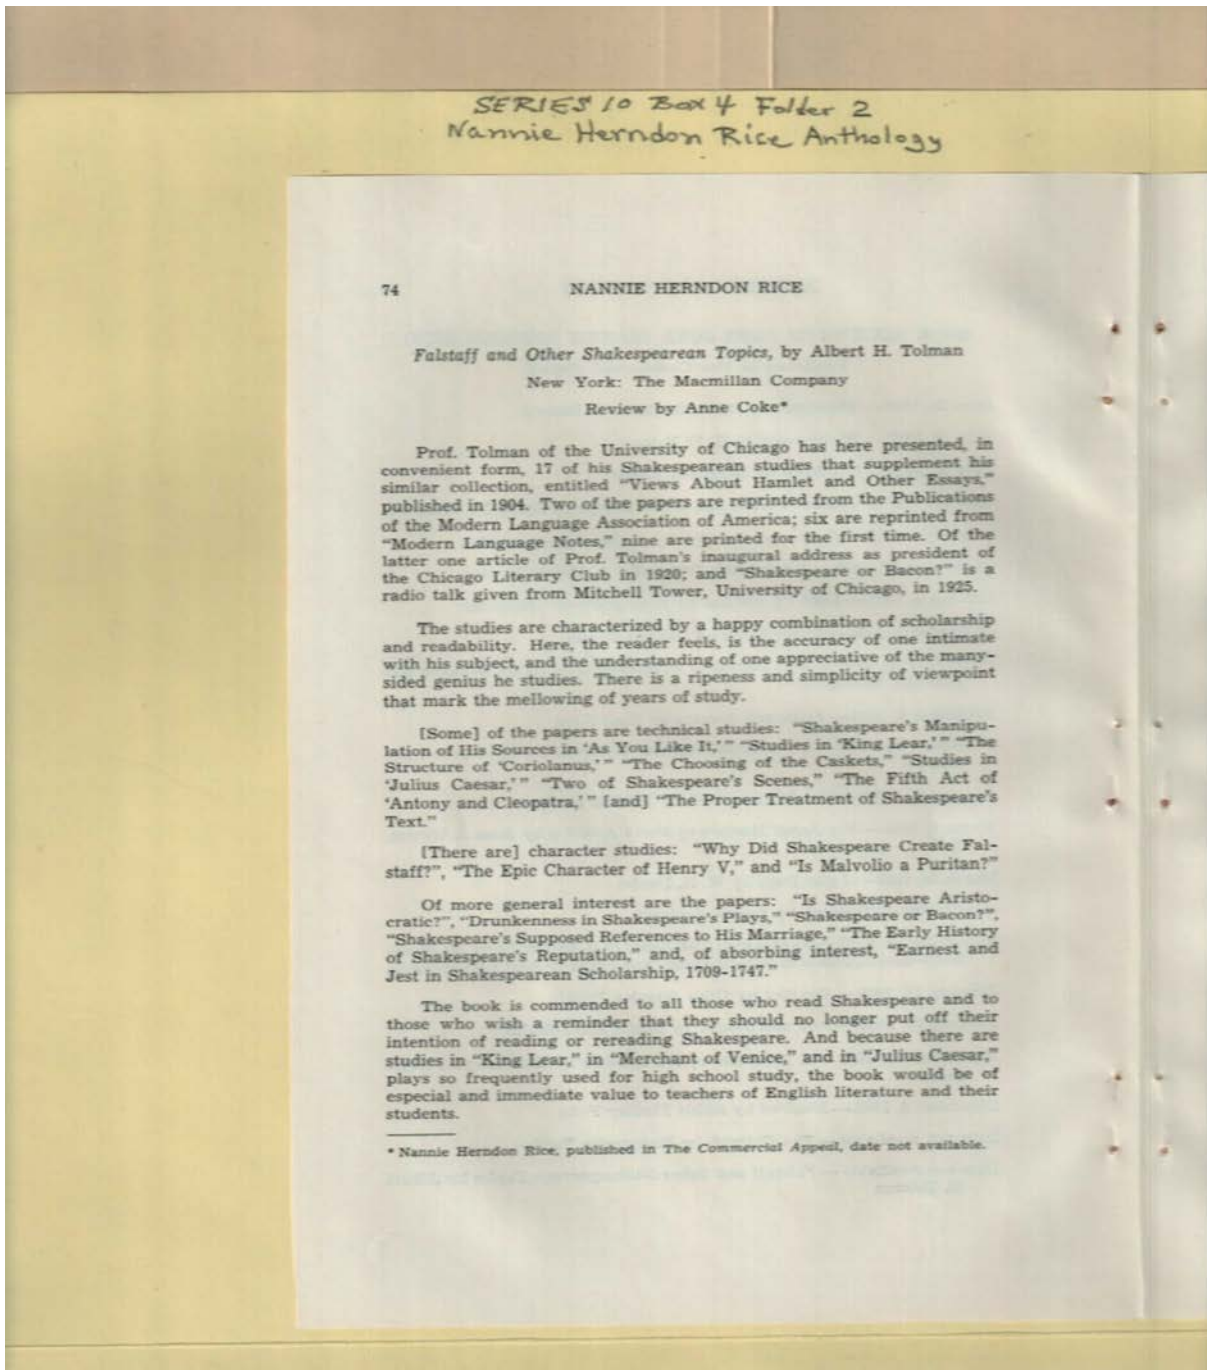 SERIES 10 Box 4 Folder 2
Nannie Herndon Rice Anthology
74 NANNIE HERNDON RICE
Falstaff and Other Shakespearean Topics, by Albert H. Tolman
New York: The Macmillan Company
Review by Anne Coke*
Prof. Tolman of the University of Chicago has here presented, in
convenient form, 17 of his Shakespearean studies that supplement his
similar collection, entitled “Views About Hamlet and Other Essays,”
published in 1904. Two of the papers are reprinted from the Publications
of the Modern Language Association of America; six are reprinted from
“Modern Language Notes,” nine are printed for the first time. Of the
latter one article of Prof. Tolman's inaugural address as president of
the Chicago Literary Club in 1920; and “Shakespeare or Bacon?” is a
radio talk given from Mitchell Tower, University of Chicago, in 1925.
The studies are characterized by a happy combination of scholarship
and readability. Here, the reader feels, is the accuracy of one intimate
with his subject, and the understanding of one appreciative of the many-
sided genius he studies. There is a ripeness and simplicity of viewpoint
that mark the mellowing of years of study.
[Some] of the papers are technical studies: “Shakespeare's Manipu-
lation of His Sources in ‘As You Like It,’” “Studies in ‘King Lear,’” “The
Structure of ‘Coriolanus,’” “The Choosing of the Caskets,” “Studies in
‘Julius Caesar,’” “Two of Shakespeare's Scenes,” “The Fifth Act of
‘Antony and Cleopatra,’” [and] “The Proper Treatment of Shakespeare's
Text.”
[There are] character studies: “Why Did Shakespeare Create Fal-
staff?”, “The Epic Character of Henry V,” and “Is Malvolio a Puritan?”
Of more general interest are the papers: “Is Shakespeare Aristo-
cratic?”, “Drunkenness in Shakespeare's Plays,” “Shakespeare or Bacon?”,
“Shakespeare's Supposed References to His Marriage,” “The Early History
of Shakespeare's Reputation,” and, of absorbing interest, “Earnest and
Jest in Shakespearean Scholarship, 1709-1747.”
The book is commended to all those who read Shakespeare and to
those who wish a reminder that they should no longer put off their
intention of reading or rereading Shakespeare. And because there are
studies in “King Lear,” in “Merchant of Venice,” and in “Julius Caesar,”
plays so frequently used for high school study, the book would be of
especial and immediate value to teachers of English literature and their
students.
* Nannie Herndon Rice, published in The Commercial Appeal, date not available.